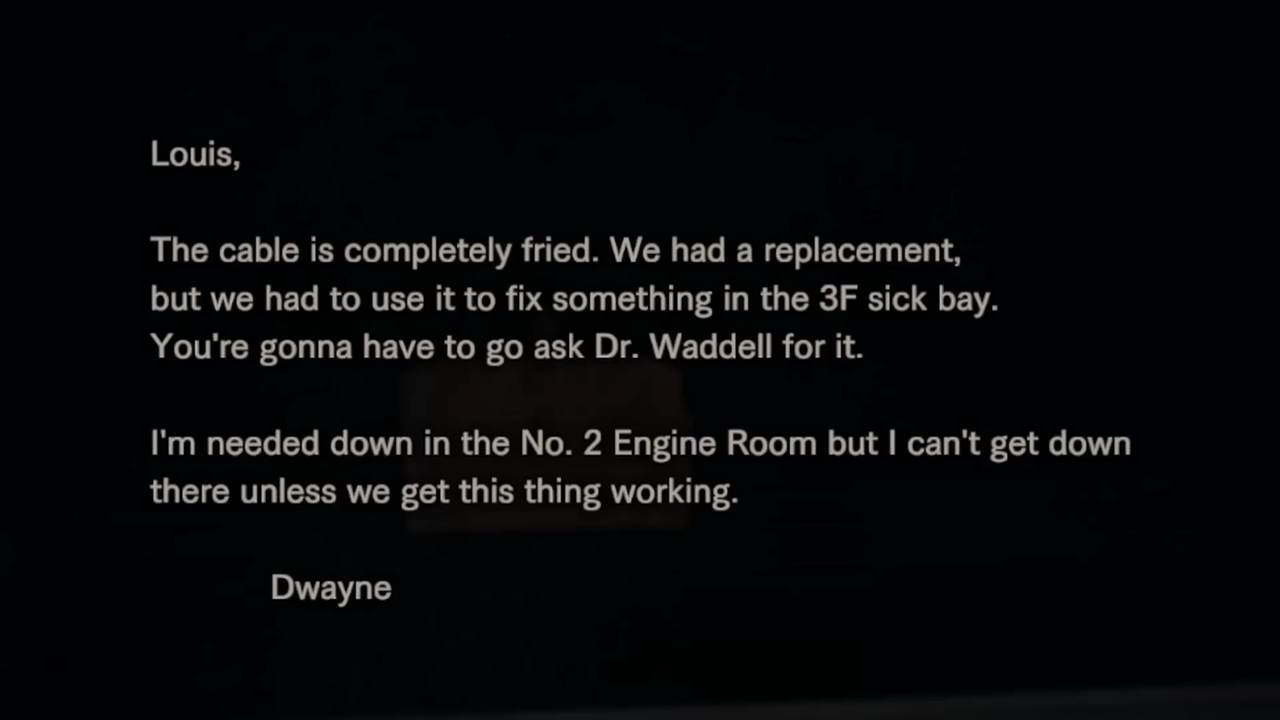 Louis,
The cable is completely fried. We had a replacement,
but we had to use it to fix something in the 3F sick bay.
You're gonna have to go ask Dr. Waddell for it.
I'm needed down in the No. 2 Engine Room but I can't get down
there unless we get this thing working.
Dwayne